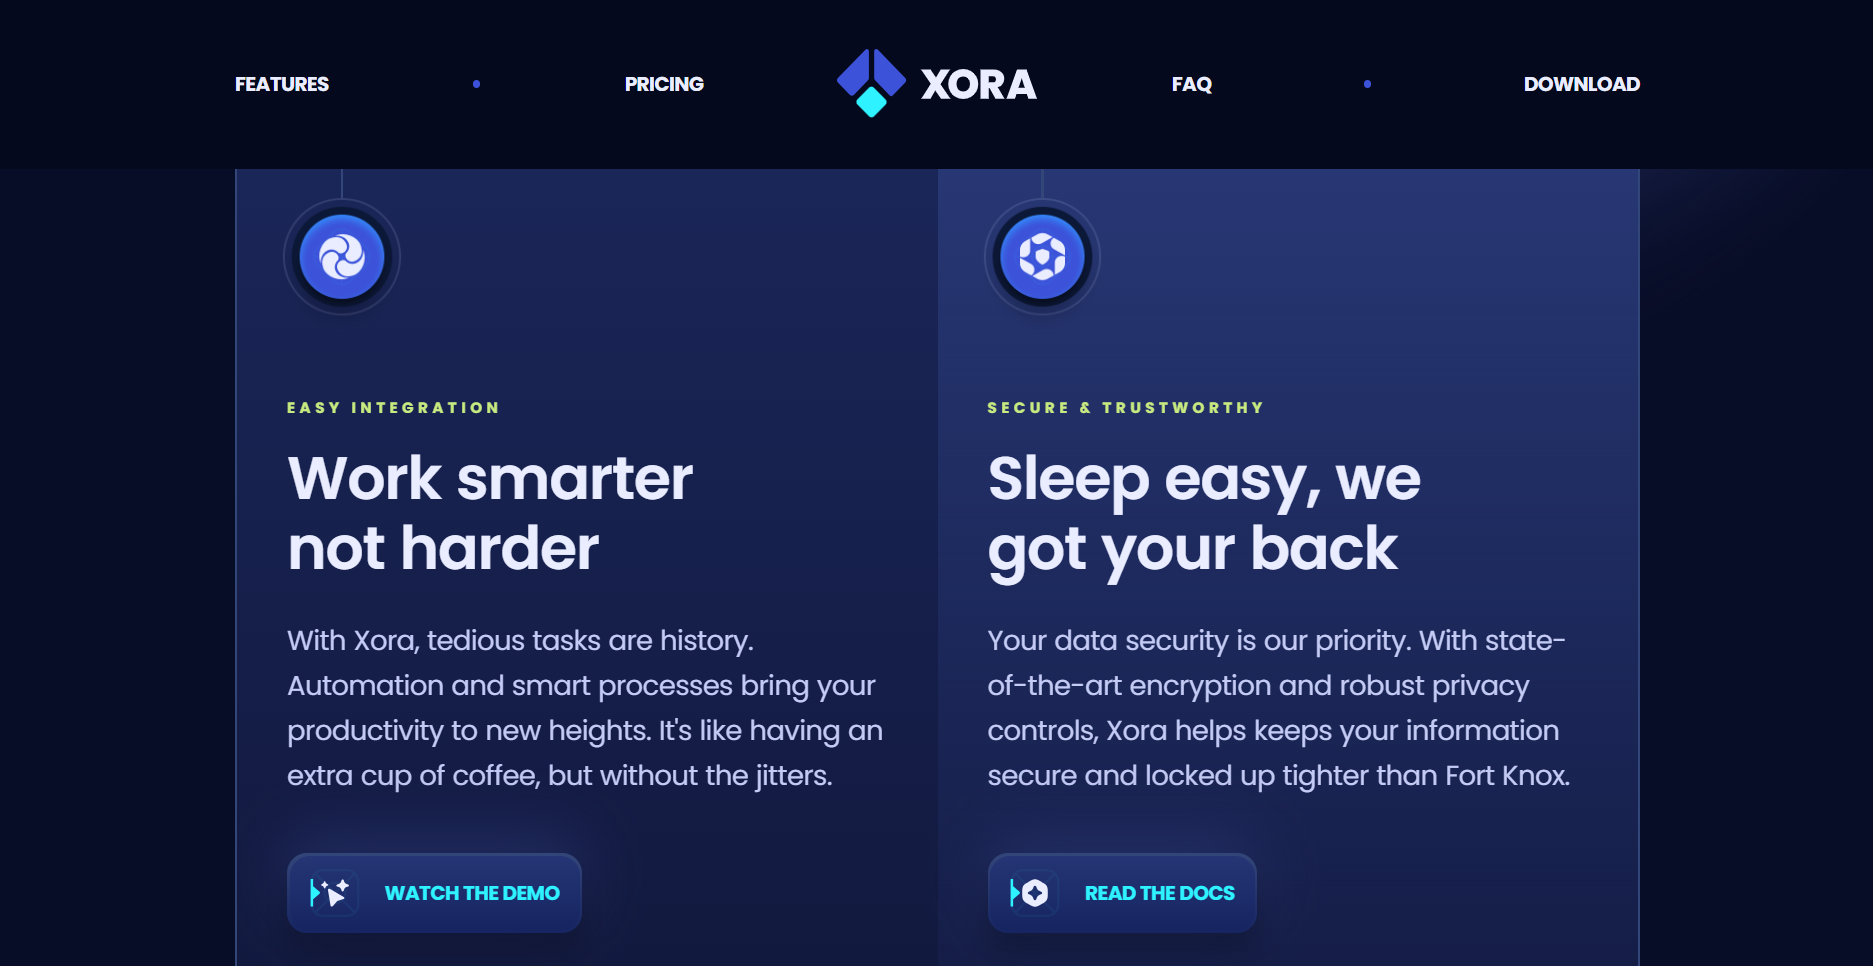 FEATURES
PRICING
XORA
FAQ
DOWNLOAD
EASY INTEGRATION
Work smarter
not harder
With Xora, tedious tasks are history.
Automation and smart processes bring your
productivity to new heights. It's like having an
extra cup of coffee, but without the jitters.
WATCH THE DEMO
SECURE & TRUSTWORTHY
Sleep easy, we
got your back
Your data security is our priority. With state-
of-the-art encryption and robust privacy
controls, Xora helps keeps your information
secure and locked up tighter than Fort Knox.
READ THE DOCS